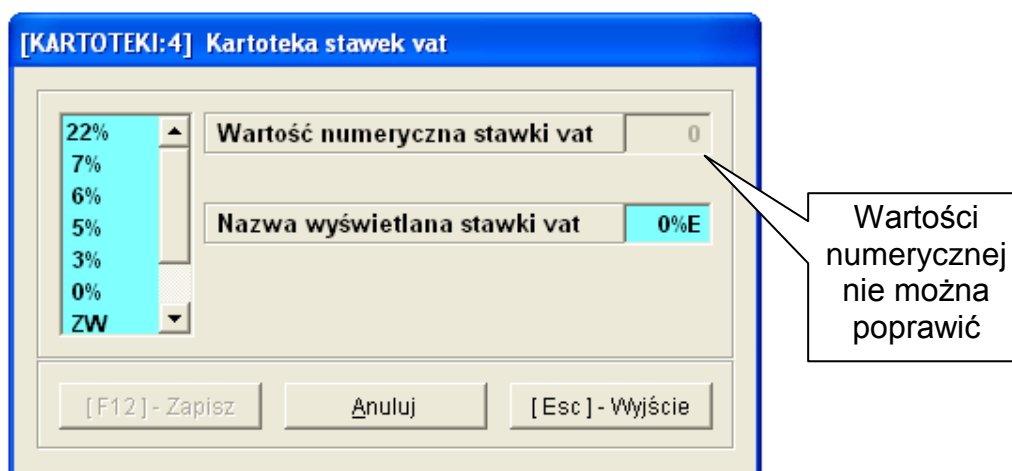 [KARTOTEKI:4] Kartoteka stawek vat
22%
7%
6%
5%
3%
0%
ZW
Wartość numeryczna stawki vat 0
Nazwa wyświetlana stawki vat 0%E
Wartości
numerycznej
nie można
poprawić
[F12] - Zapisz
Anuluj
[Esc] - Wyjście